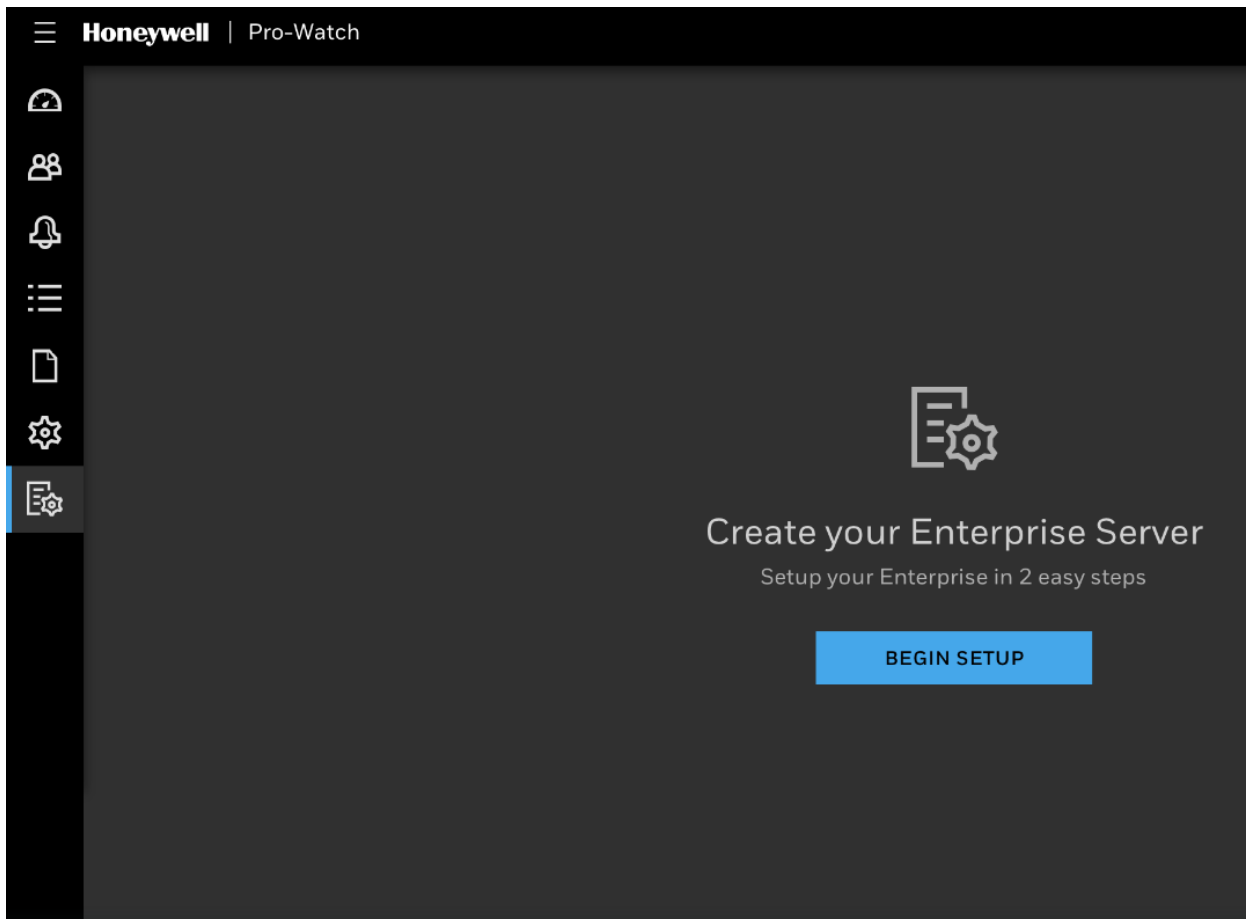 Honeywell | Pro-Watch
Create your Enterprise Server
Setup your Enterprise in 2 easy steps
BEGIN SETUP